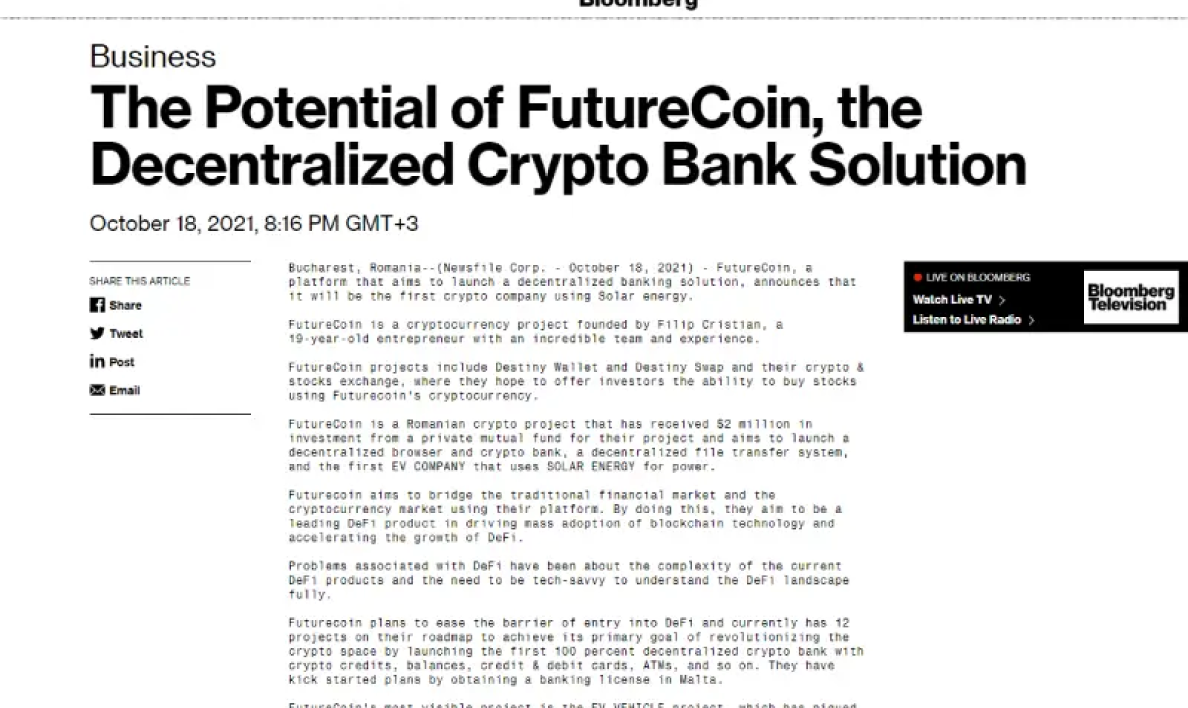 Bloomberg
Business
The Potential of FutureCoin, the
Decentralized Crypto Bank Solution
October 18, 2021, 8:16 PM GMT+3
SHARE THIS ARTICLE
Share
Tweet
in Post
Email
Bucharest, Romania--(Newsfile Corp. - October 18, 2021) - FutureCoin, a
platform that aims to launch a decentralized banking solution, announces that
it will be the first crypto company using Solar energy.
FutureCoin is a cryptocurrency project founded by Filip Cristian, a
19-year-old entrepreneur with an incredible team and experience.
FutureCoin projects include Destiny Wallet and Destiny Swap and their crypto &
stocks exchange, where they hope to offer investors the ability to buy stocks
using Futurecoin's cryptocurrency.
FutureCoin is a Romanian crypto project that has received $2 million in
investment from a private mutual fund for their project and aims to launch a
decentralized browser and crypto bank, a decentralized file transfer system,
and the first EV COMPANY that uses SOLAR ENERGY for power.
Futurecoin aims to bridge the traditional financial market and the
cryptocurrency market using their platform. By doing this, they aim to be a
leading DeFi product in driving mass adoption of blockchain technology and
accelerating the growth of DeFi.
Problems associated with DeFi have been about the complexity of the current
DeFi products and the need to be tech-savvy to understand the DeFi landscape
fully.
Futurecoin plans to ease the barrier of entry into DeFi and currently has 12
projects on their roadmap to achieve its primary goal of revolutionizing the
crypto space by launching the first 100 percent decentralized crypto bank with
crypto credits, balances, credit & debit cards, ATMs, and so on. They have
kick started plans by obtaining a banking license in Malta.
FutureCoin's most visible project is the EV VEHICLE project, which has piqued
LIVE ON BLOOMBERG
Watch Live TV >
Listen to Live Radio >
Bloomberg
Television